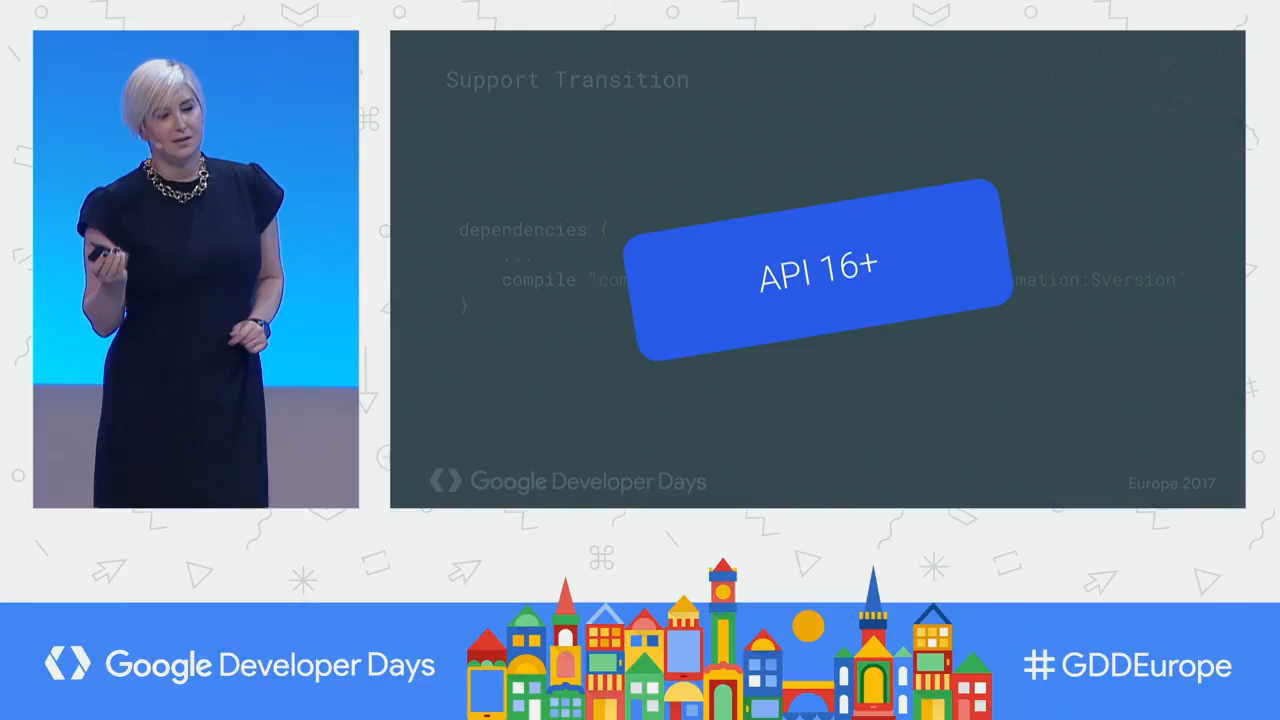 Support Transition
dependencies {
...
compile "com
API 16+
mation:$version"
}
Google Developer Days
Europe 2017
Google Developer Days
#GDDEurope